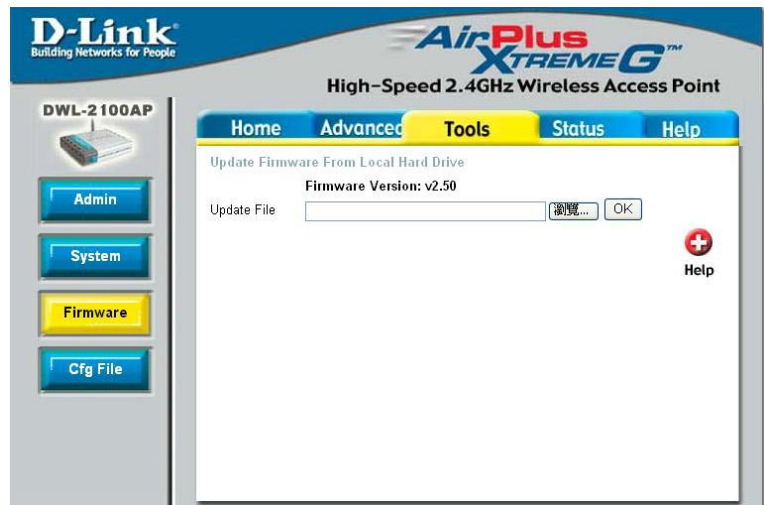 D-Link
Building Networks for People
AirPlus
XTREME G™
High-Speed 2.4GHz Wireless Access Point
DWL-2100AP
Home Advanced Tools Status Help
Update Firmware From Local Hard Drive
Firmware Version: v2.50
Update File 瀏覽... OK
Help
Admin
System
Firmware
Cfg File